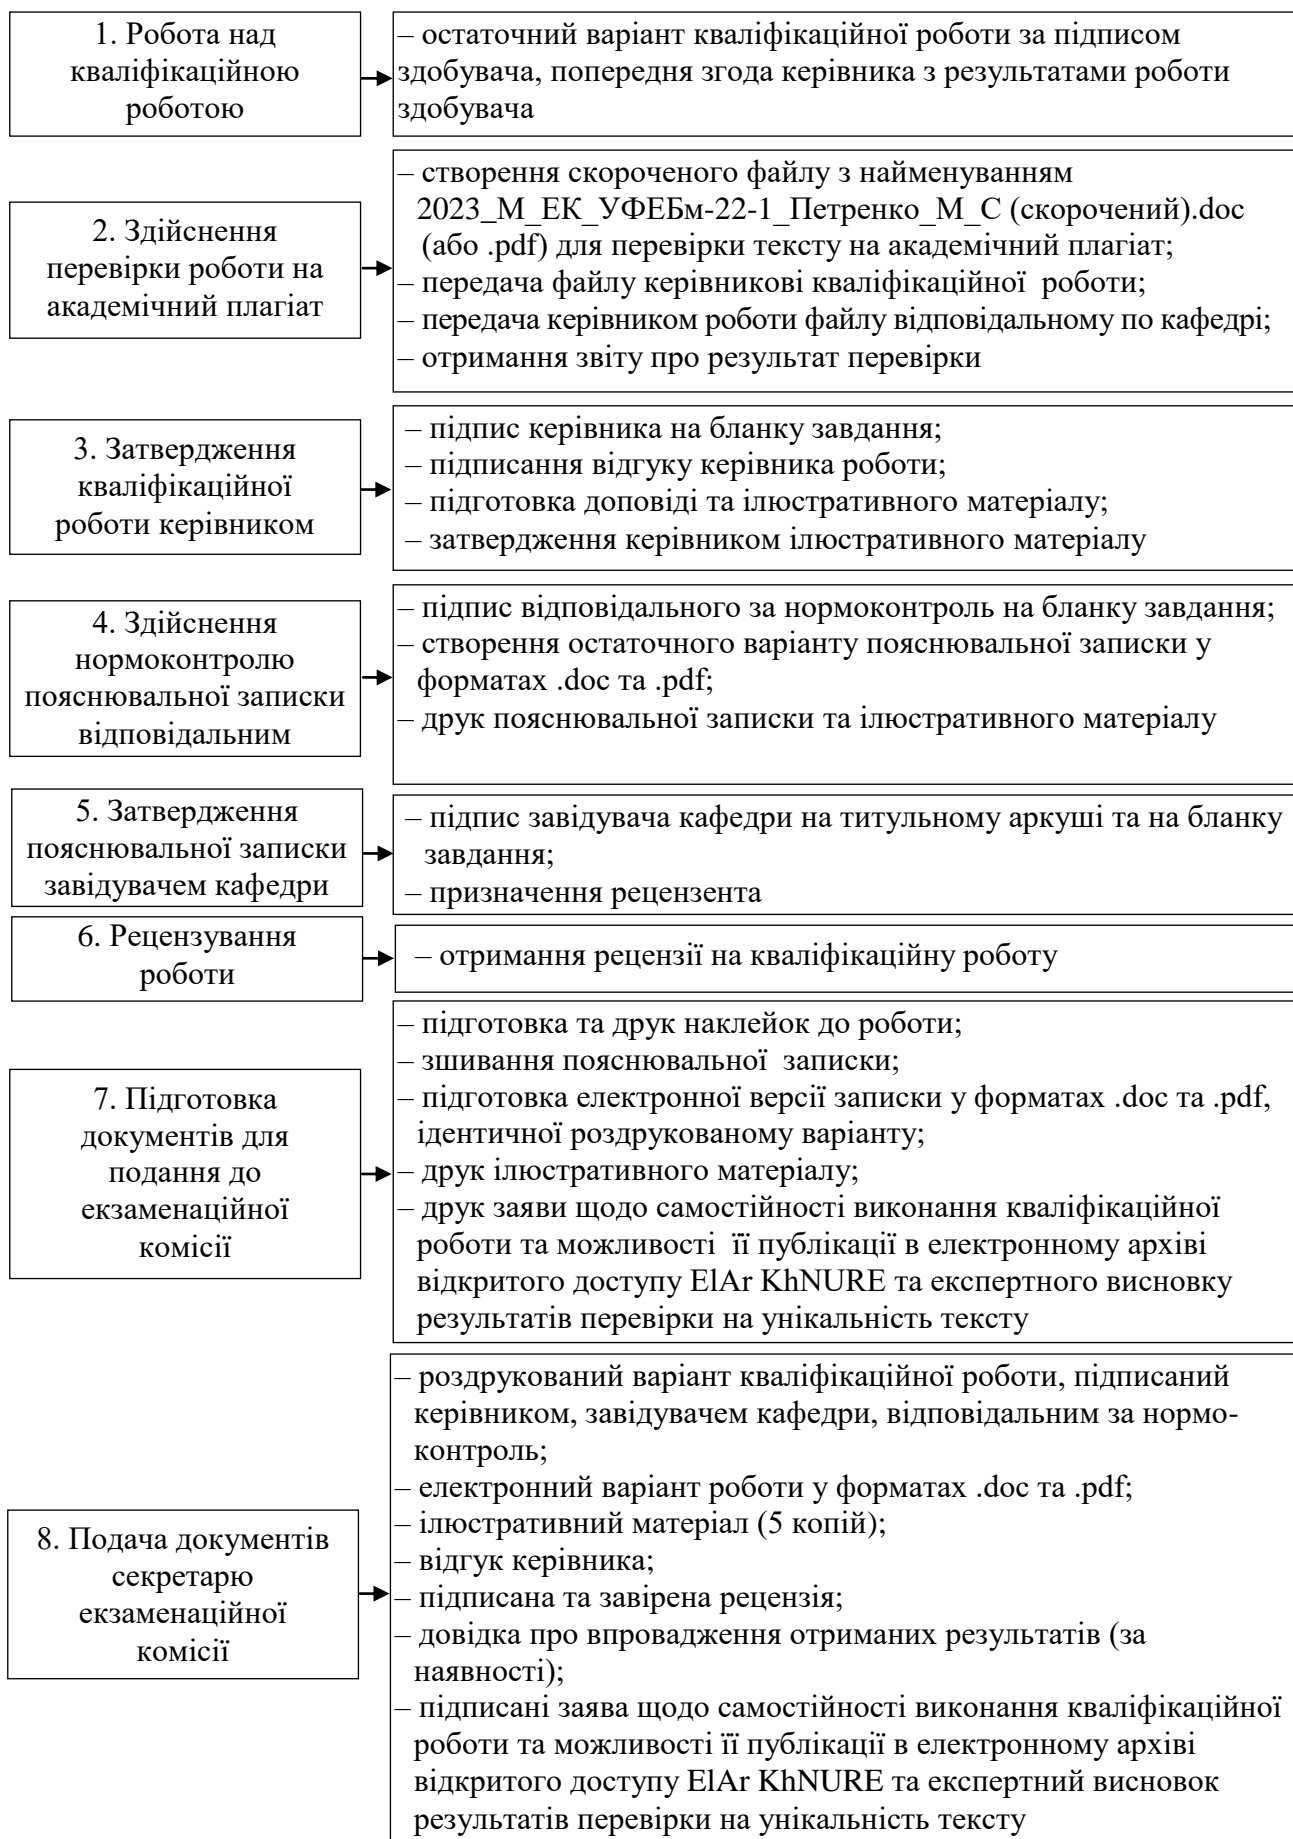 1. Робота над
кваліфікаційною
роботою
– остаточний варіант кваліфікаційної роботи за підписом
здобувача, попередня згода керівника з результатами роботи
здобувача
2. Здійснення
перевірки роботи на
академічний плагіат
– створення скороченого файлу з найменуванням
2023_М_ЕК_УФЕБм-22-1_Петренко_М_С (скорочений).doc
(або .pdf) для перевірки тексту на академічний плагіат;
– передача файлу керівникові кваліфікаційної роботи;
– передача керівником роботи файлу відповідальному по кафедрі;
– отримання звіту про результат перевірки
3. Затвердження
кваліфікаційної
роботи керівником
– підпис керівника на бланку завдання;
– підписання відгуку керівника роботи;
– підготовка доповіді та ілюстративного матеріалу;
– затвердження керівником ілюстративного матеріалу
4. Здійснення
нормоконтролю
пояснювальної записки
відповідальним
– підпис відповідального за нормоконтроль на бланку завдання;
– створення остаточного варіанту пояснювальної записки у
форматах .doc та .pdf;
– друк пояснювальної записки та ілюстративного матеріалу
5. Затвердження
пояснювальної записки
завідувачем кафедри
– підпис завідувача кафедри на титульному аркуші та на бланку
завдання;
– призначення рецензента
6. Рецензування
роботи
– отримання рецензії на кваліфікаційну роботу
7. Підготовка
документів для
подання до
екзаменаційної
комісії
– підготовка та друк наклейок до роботи;
– зшивання пояснювальної записки;
– підготовка електронної версії записки у форматах .doc та .pdf,
ідентичної роздрукованому варіанту;
– друк ілюстративного матеріалу;
– друк заяви щодо самостійності виконання кваліфікаційної
роботи та можливості її публікації в електронному архіві
відкритого доступу ElAr KhNURE та експертного висновку
результатів перевірки на унікальність тексту
8. Подача документів
секретарю
екзаменаційної
комісії
– роздрукований варіант кваліфікаційної роботи, підписаний
керівником, завідувачем кафедри, відповідальним за нормо-
контроль;
– електронний варіант роботи у форматах .doc та .pdf;
– ілюстративний матеріал (5 копій);
– відгук керівника;
– підписана та завірена рецензія;
– довідка про впровадження отриманих результатів (за
наявності);
– підписані заява щодо самостійності виконання кваліфікаційної
роботи та можливості її публікації в електронному архіві
відкритого доступу ElAr KhNURE та експертний висновок
результатів перевірки на унікальність тексту